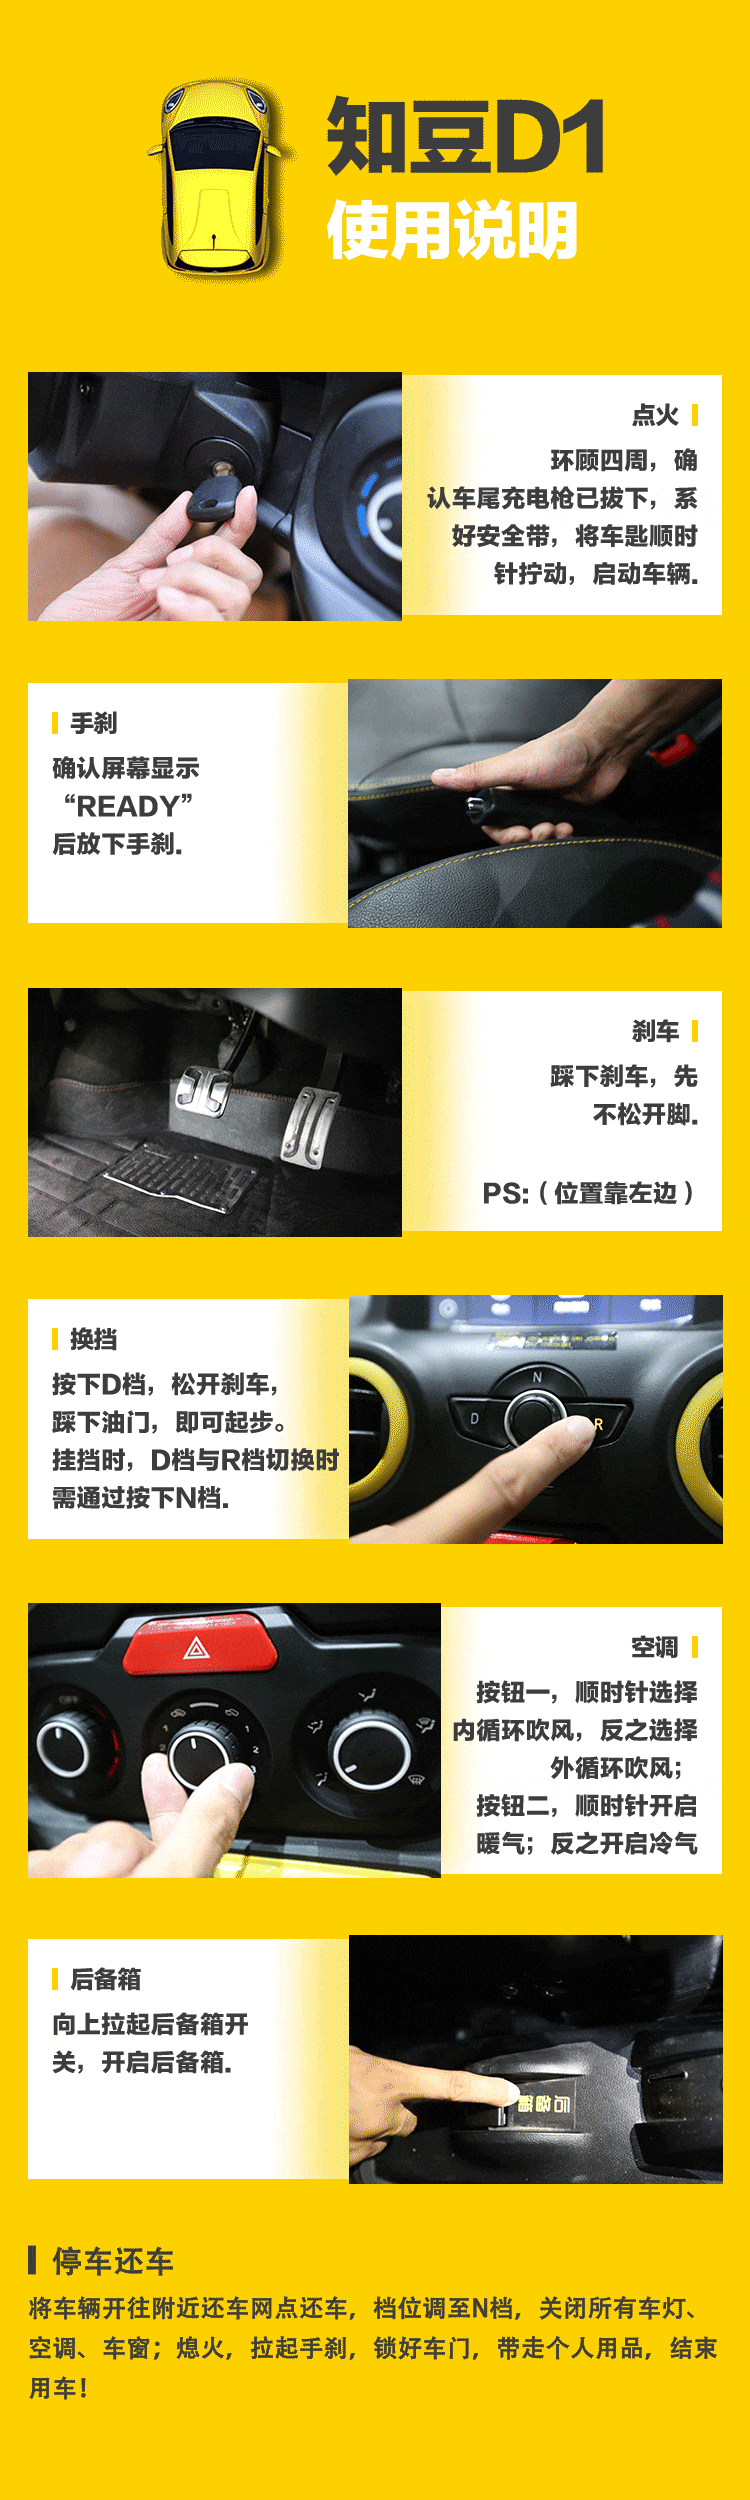 知豆D1
使用说明
点火
环顾四周，确
认车尾充电枪已拔下，系
好安全带，将车匙顺时
针拧动，启动车辆.
手刹
确认屏幕显示
“READY”
后放下手刹.
刹车
踩下刹车，先
不松开脚.
PS:（位置靠左边）
换挡
按下D档，松开刹车，
踩下油门，即可起步。
挂挡时，D档与R档切换时
需通过按下N档.
N
D
R
空调
按钮一，顺时针选择
内循环吹风，反之选择
外循环吹风；
按钮二，顺时针开启
暖气；反之开启冷气
OFF
1
1
2
2
3
后备箱
向上拉起后备箱开
关，开启后备箱.
后备箱
停车还车
将车辆开往附近还车网点还车，档位调至N档，关闭所有车灯、
空调、车窗；熄火，拉起手刹，锁好车门，带走个人用品，结束
用车！